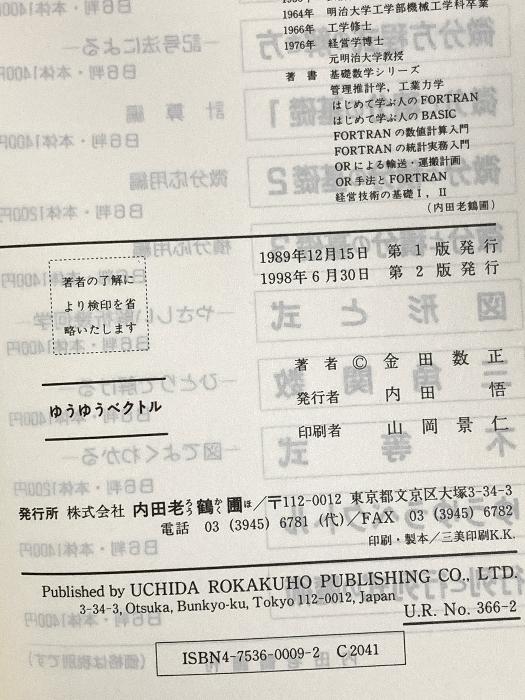 1964年 明治大学工学部機械工学科卒業
1966年 工学修士
1976年 経営学博士
元明治大学教授
著書 基礎数学シリーズ
管理推計学,工業力学
はじめて学ぶ人のFORTRAN
はじめて学ぶ人のBASIC
FORTRANの数値計算入門
FORTRANの統計実務入門
ORによる輸送・運搬計画
OR手法とFORTRAN
経営技術の基礎Ⅰ,Ⅱ
(内田老鶴圃)
1989年12月15日 第1版発行
1998年6月30日 第2版発行
著者の了解に
より検印を省
略いたします
著者 © 金田数正
発行者 内田悟
印刷者 山岡景仁
ゆうゆうベクトル
発行所 株式会社 内田老ろう鶴かく圃ほ/〒112-0012 東京都文京区大塚3-34-3
電話 03 (3945) 6781 (代)/FAX 03 (3945) 6782
印刷・製本/三美印刷K.K.
Published by UCHIDA ROKAKUHO PUBLISHING CO., LTD.
3-34-3, Otsuka, Bunkyo-ku, Tokyo 112-0012, Japan
U.R. No. 366-2
ISBN4-7536-0009-2 C2041